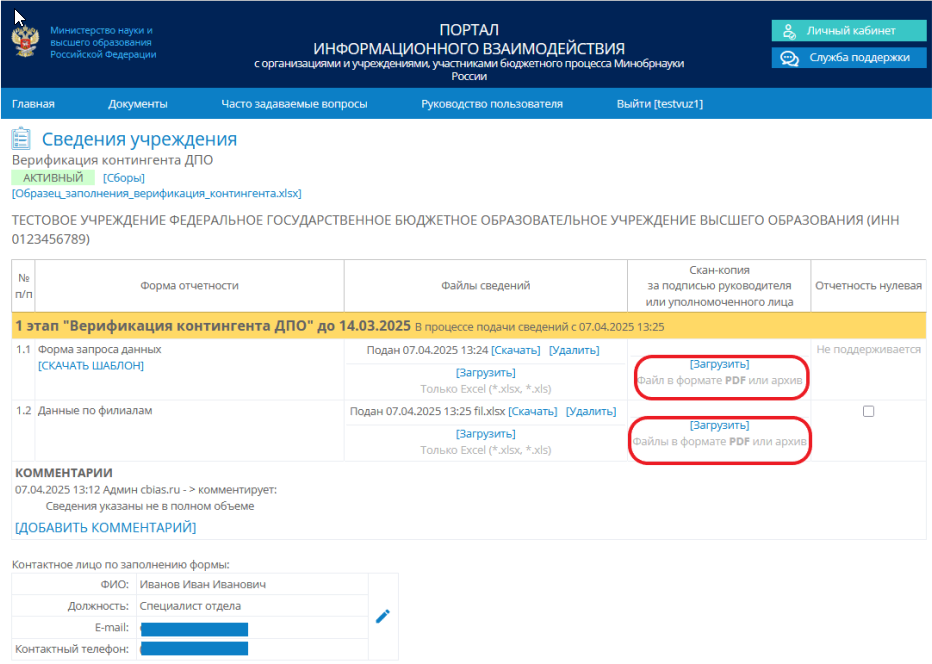 Министерство науки и
высшего образования
Российской Федерации
ПОРТАЛ
ИНФОРМАЦИОННОГО ВЗАИМОДЕЙСТВИЯ
с организациями и учреждениями, участниками бюджетного процесса Минобрнауки
России
Личный кабинет
Служба поддержки
Главная Документы Часто задаваемые вопросы Руководство пользователя Выйти [testvuz1]
Сведения учреждения
Верификация контингента ДПО
АКТИВНЫЙ [Сборы]
[Образец_заполнения_верификация_контингента.xlsx]
ТЕСТОВОЕ УЧРЕЖДЕНИЕ ФЕДЕРАЛЬНОЕ ГОСУДАРСТВЕННОЕ БЮДЖЕТНОЕ ОБРАЗОВАТЕЛЬНОЕ УЧРЕЖДЕНИЕ ВЫСШЕГО ОБРАЗОВАНИЯ (ИНН
0123456789)
№
п/п
Форма отчетности
Файлы сведений
Скан-копия
за подписью руководителя
или уполномоченного лица
Отчетность нулевая
1 этап "Верификация контингента ДПО" до 14.03.2025 В процессе подачи сведений с 07.04.2025 13:25
1.1 Форма запроса данных
[СКАЧАТЬ ШАБЛОН]
Подан 07.04.2025 13:24 [Скачать] [Удалить]
[Загрузить]
Только Excel (*.xlsx, *.xls)
[Загрузить]
Файл в формате PDF или архив
Не поддерживается
1.2 Данные по филиалам
Подан 07.04.2025 13:25 fil.xlsx [Скачать] [Удалить]
[Загрузить]
Только Excel (*.xlsx, *.xls)
[Загрузить]
Файлы в формате PDF или архив
КОММЕНТАРИИ
07.04.2025 13:12 Админ cbias.ru - > комментирует:
Сведения указаны не в полном объеме
[ДОБАВИТЬ КОММЕНТАРИЙ]
Контактное лицо по заполнению формы:
ФИО: Иванов Иван Иванович
Должность: Специалист отдела
E-mail:
Контактный телефон: